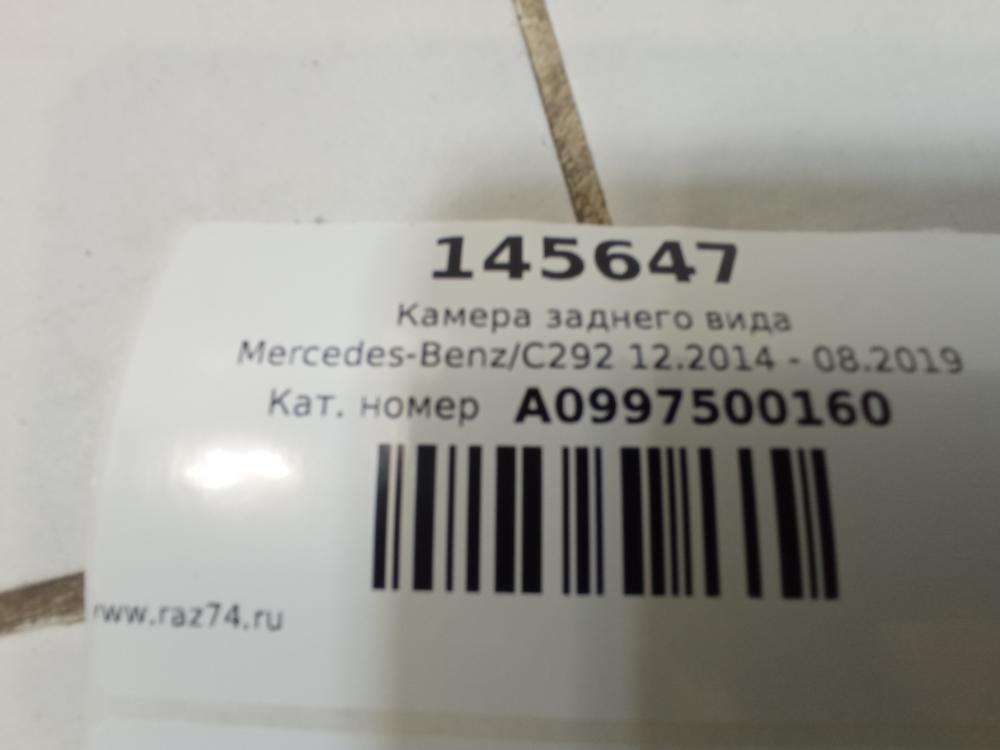 145647
Камера заднего вида
Mercedes-Benz/C292 12.2014 - 08.2019
Кат. номер A0997500160
www.raz74.ru